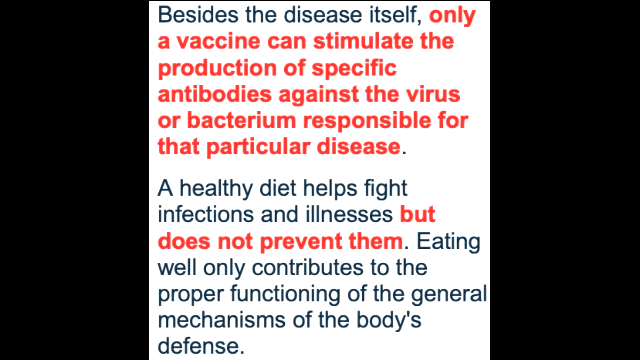 Besides the disease itself, only
a vaccine can stimulate the
production of specific
antibodies against the virus
or bacterium responsible for
that particular disease.
A healthy diet helps fight
infections and illnesses but
does not prevent them. Eating
well only contributes to the
proper functioning of the general
mechanisms of the body's
defense.